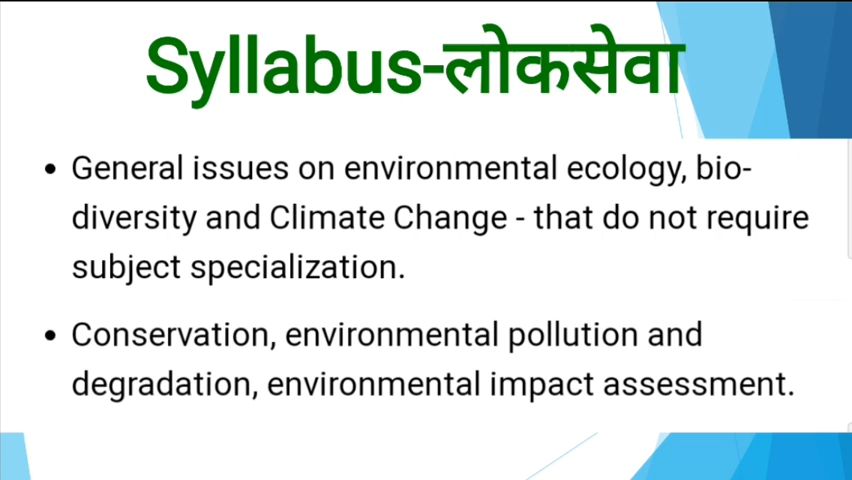 Syllabus-लोकसेवा
• General issues on environmental ecology, bio-
diversity and Climate Change - that do not require
subject specialization.
• Conservation, environmental pollution and
degradation, environmental impact assessment.